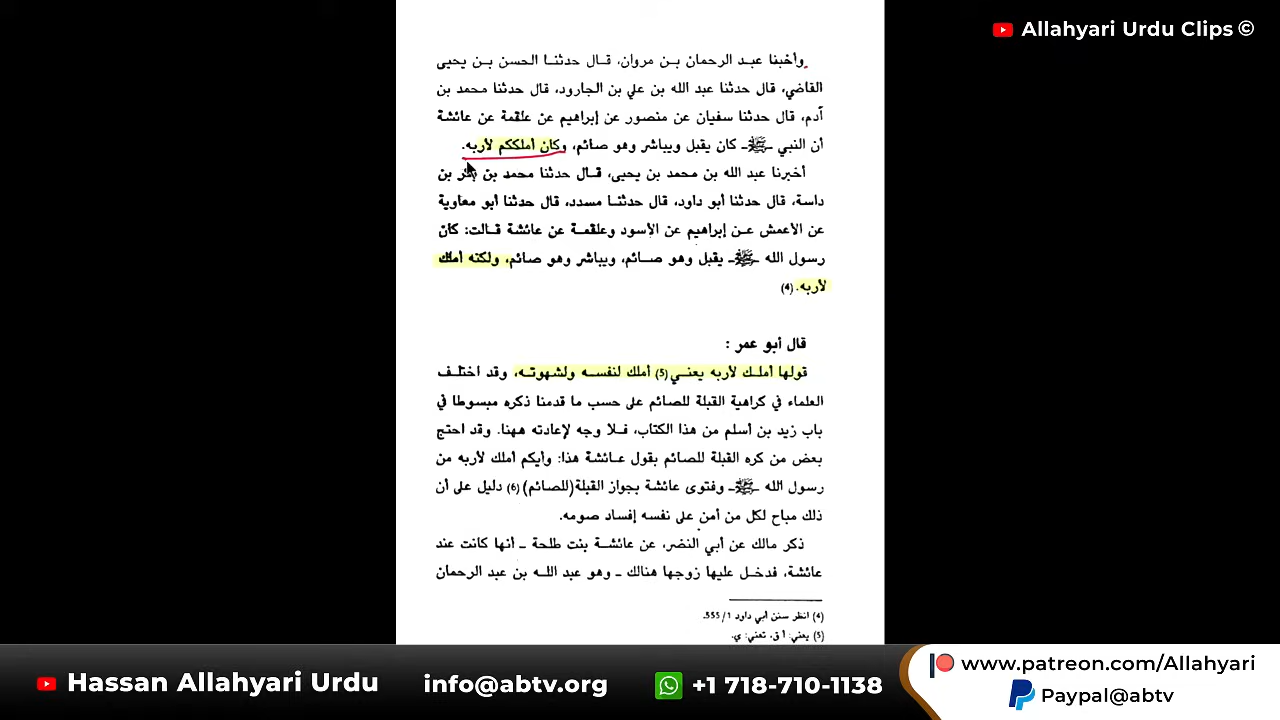 Allahyari Urdu Clips ©
وأخبنا عبد الرحمان بن مروان، قال حدثنا الحسن بن يحيى
القاضي، قال حدثنا عبد الله بن علي بن الجارود، قال حدثنا محمد بن
آدم، قال حدثنا سفيان عن منصور عن إبراهيم عن علقمة عن عائشة
أن النبي ـ ﷺ ـ كان يقبل ويباشر وهو صائم، وكان أملككم لأربه.
أخبرنا عبد الله بن محمد بن يحيى، قال حدثنا محمد بن بكر بن
داسة، قال حدثنا أبو داود، قال حدثنا مسدد، قال حدثنا أبو معاوية
عن الأعمش عن إبراهيم عن الأسود وعلقمة عن عائشة قالت: كان
رسول الله ـ ﷺ ـ يقبل وهو صائم، ويباشر وهو صائم، ولكنه أملك
لأربه. (4)
قال أبو عمر :
قولها أملك لأربه يعني (5) أملك لنفسه ولشهوته، وقد اختلف
العلماء في كراهية القبلة للصائم على حسب ما قدمنا ذكره مبسوطا في
باب زيد بن أسلم من هذا الكتاب، فلا وجه لإعادته ههنا. وقد احتج
بعض من كره القبلة للصائم بقول عائشة هذا: وأيكم أملك لأربه من
رسول الله ـ ﷺ ـ وفتوى عائشة بجواز القبلة (للصائم) (6) دليل على أن
ذلك مباح لكل من أمن على نفسه إفساد صومه.
ذكر مالك عن أبي النضر، عن عائشة بنت طلحة ـ أنها كانت عند
عائشة، فدخل عليها زوجها هنالك ـ وهو عبد الله بن عبد الرحمان
(4) انظر سنن أبي داود 1/ 555.
(5) يعني: أ ق، تعني: ي.
Hassan Allahyari Urdu
info@abtv.org
+1 718-710-1138
www.patreon.com/Allahyari
Paypal@abtv